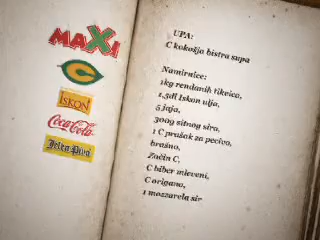 MAXI
C
ISKON
Coca-Cola
Jelen Pivo
UPA:
C kokošja bistra supa
Namirnice:
1kg rendanih tikvica,
1,5dl Iskon ulja,
5 jaja,
300g sitnog sira,
1 C prašak za pecivo,
brašno,
Začin C,
C biber mleveni,
C origano,
1 mozzarela sir